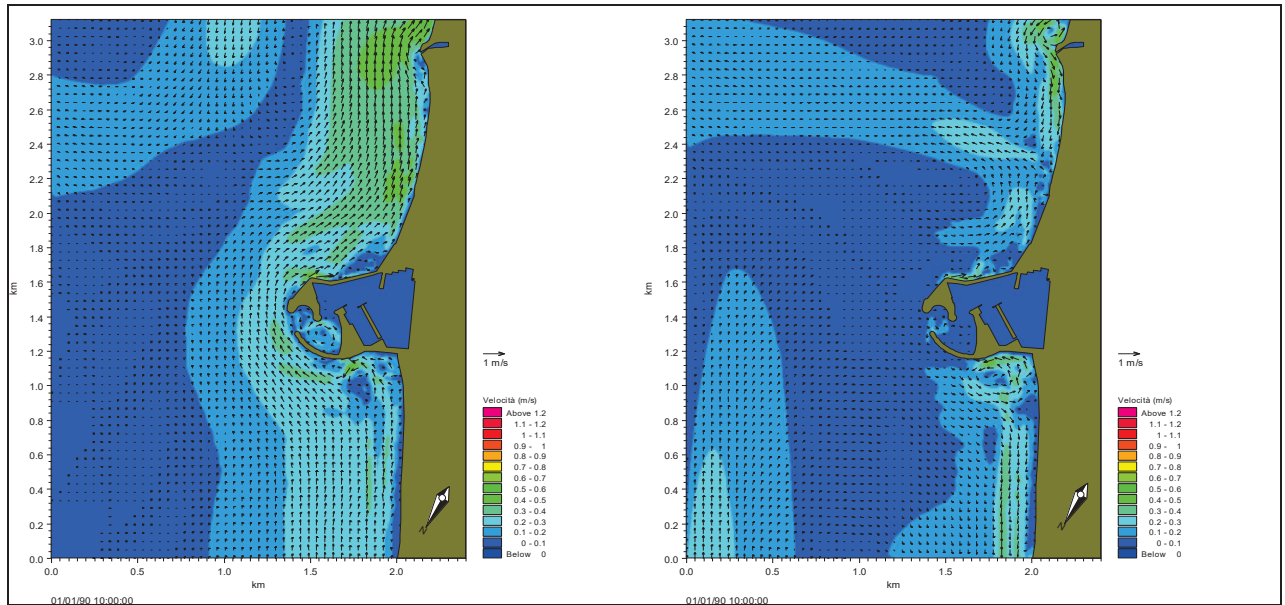 3.0
2.8
2.6
2.4
2.2
2.0
1.8
km
1.6
1.4
1.2
1.0
0.8
0.6
0.4
0.2
0.0
0.0 0.5 1.0 1.5 2.0
km
01/01/90 10:00:00
1 m/s
Velocità (m/s)
Above 1.2
1.1 - 1.2
1 - 1.1
0.9 - 1
0.8 - 0.9
0.7 - 0.8
0.6 - 0.7
0.5 - 0.6
0.4 - 0.5
0.3 - 0.4
0.2 - 0.3
0.1 - 0.2
0 - 0.1
Below 0
N
3.0
2.8
2.6
2.4
2.2
2.0
1.8
km
1.6
1.4
1.2
1.0
0.8
0.6
0.4
0.2
0.0
0.0 0.5 1.0 1.5 2.0
km
01/01/90 10:00:00
1 m/s
Velocità (m/s)
Above 1.2
1.1 - 1.2
1 - 1.1
0.9 - 1
0.8 - 0.9
0.7 - 0.8
0.6 - 0.7
0.5 - 0.6
0.4 - 0.5
0.3 - 0.4
0.2 - 0.3
0.1 - 0.2
0 - 0.1
Below 0
N